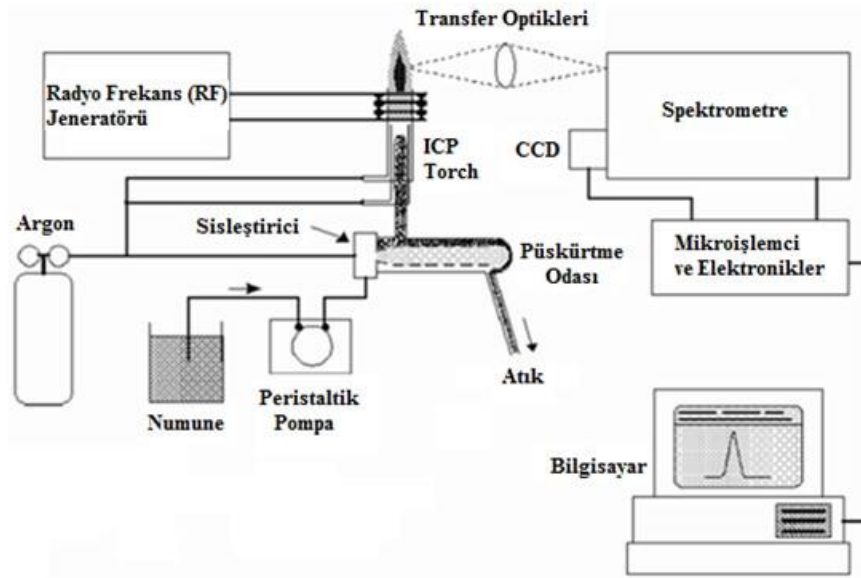 Transfer Optikleri
Radyo Frekans (RF)
Jeneratörü
Spektrometre
ICP
Torch
CCD
Argon
Sisleştirici
Püskürtme
Odası
Mikroişlemci
ve Elektronikler
Atık
Numune
Peristaltik
Pompa
Bilgisayar